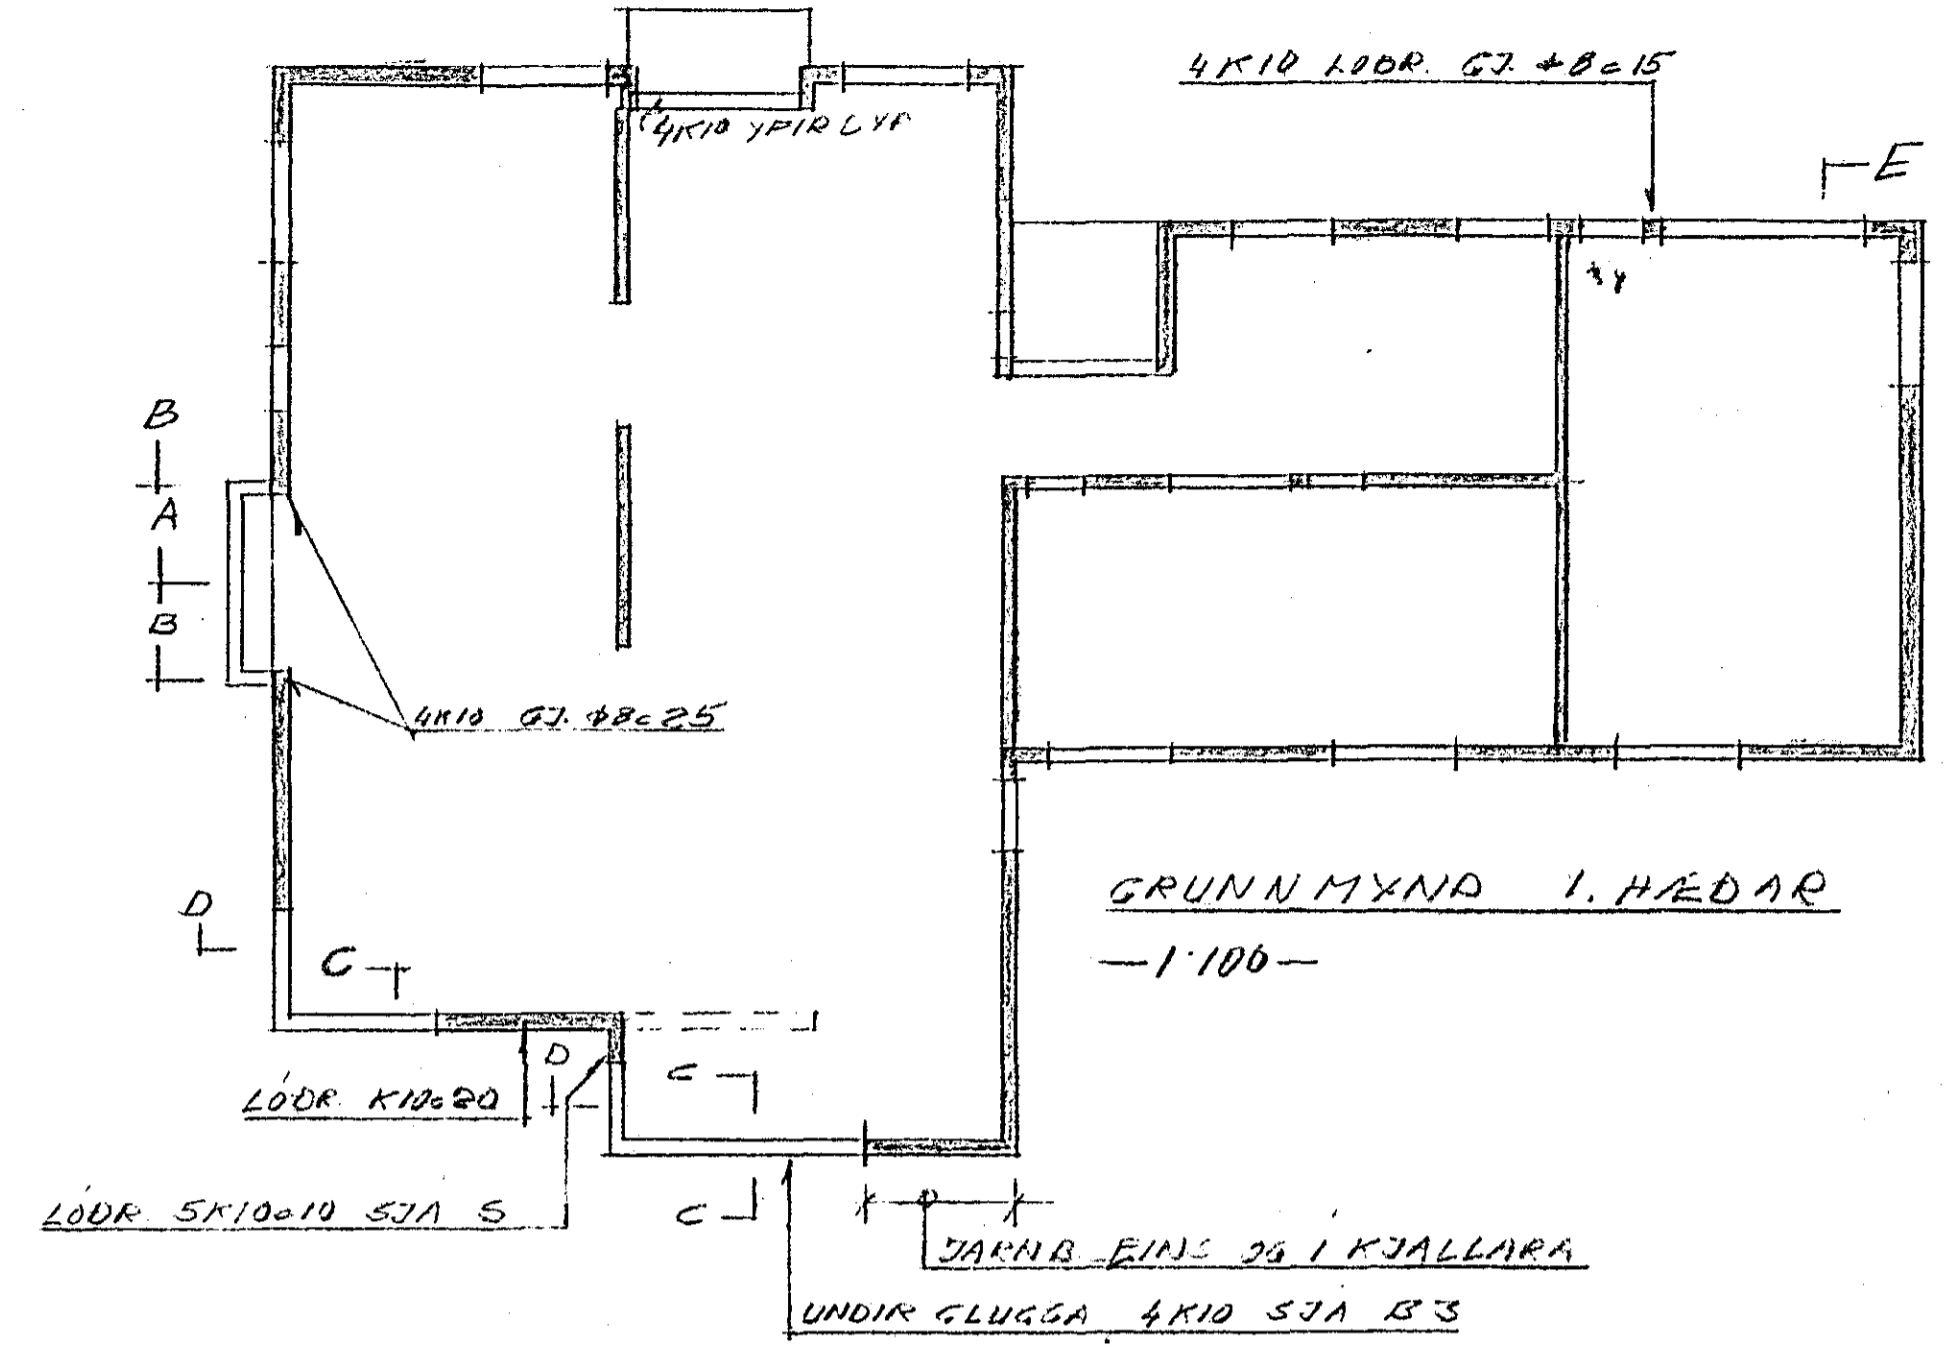 4K10 LÓÐR. GJ. ϕ8c15
4K10 YFIR
E
B
A
B
4K10 GJ. ϕ8c25
D
GRUNNMYND 1. HÆÐAR
—1:100—
C
D
C
LÓÐR. K10c20
LÓÐR. 5K10c10 SJÁ S
C
JÁRNB. EINS OG Í KJALLARA
UNDIR GLUGGA 4K10 SJÁ B3